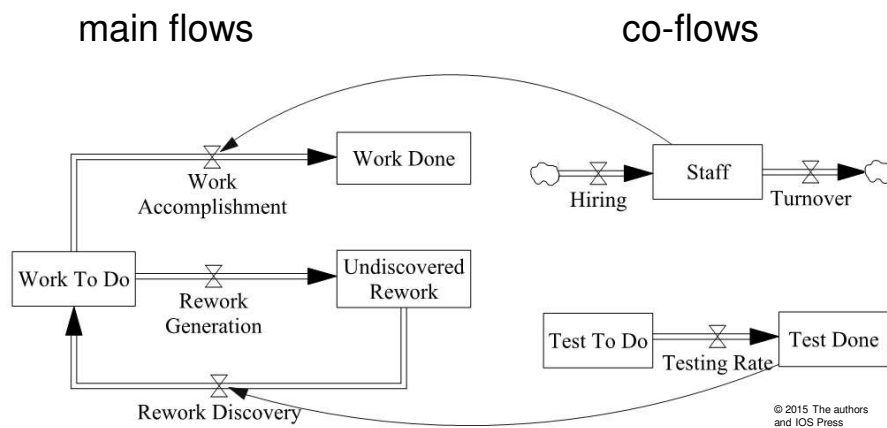 main flows
co-flows
Work Done
Work
Accomplishment
Staff
Hiring
Turnover
Work To Do
Undiscovered
Rework
Rework
Generation
Test To Do
Test Done
Testing Rate
Rework Discovery
© 2015 The authors
and IOS Press